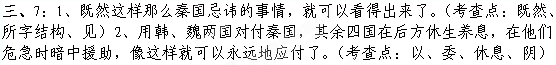 三、7：1、既然这样那么秦国忌讳的事情，就可以看得出来了。（考查点：既然、
所字结构、见）2、用韩、魏两国对付秦国，其余四国在后方休生养息，在他们
危急时暗中援助，像这样就可以永远地应付了。（考查点：以、委、休息、阴）